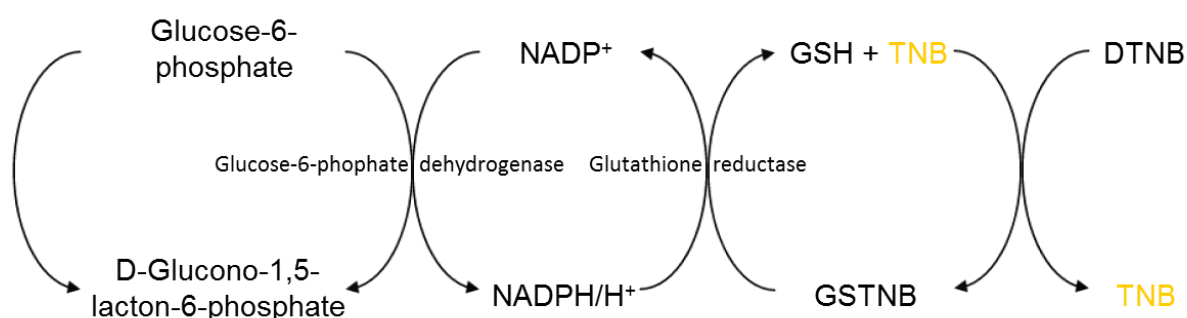 Glucose-6-
phosphate
NADP⁺
GSH + TNB
DTNB
Glucose-6-phophate dehydrogenase
Glutathione reductase
D-Glucono-1,5-
lacton-6-phosphate
NADPH/H⁺
GSTNB
TNB